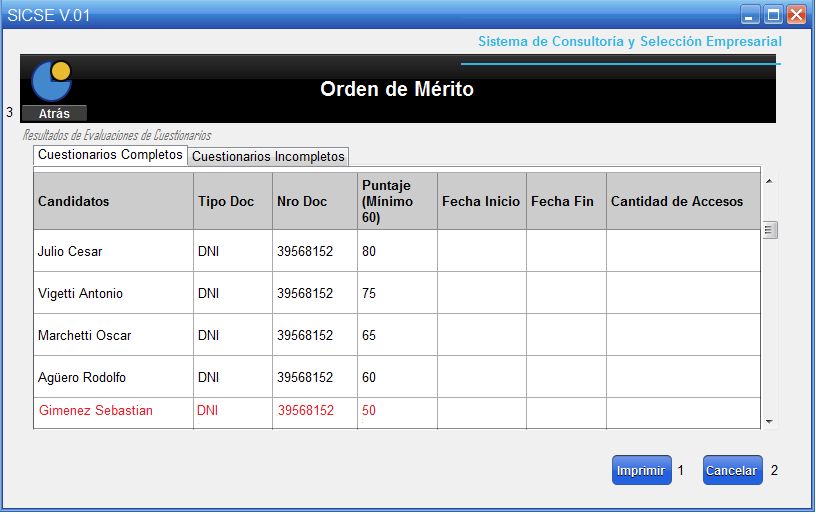 SICSE V.01
Sistema de Consultoría y Selección Empresarial
Orden de Mérito
3 Atrás
Resultados de Evaluaciones de Cuestionarios
Cuestionarios Completos Cuestionarios Incompletos
Candidatos Tipo Doc Nro Doc Puntaje (Mínimo 60) Fecha Inicio Fecha Fin Cantidad de Accesos
Julio Cesar DNI 39568152 80
Vigetti Antonio DNI 39568152 75
Marchetti Oscar DNI 39568152 65
Agüero Rodolfo DNI 39568152 60
Gimenez Sebastian DNI 39568152 50
Imprimir 1 Cancelar 2